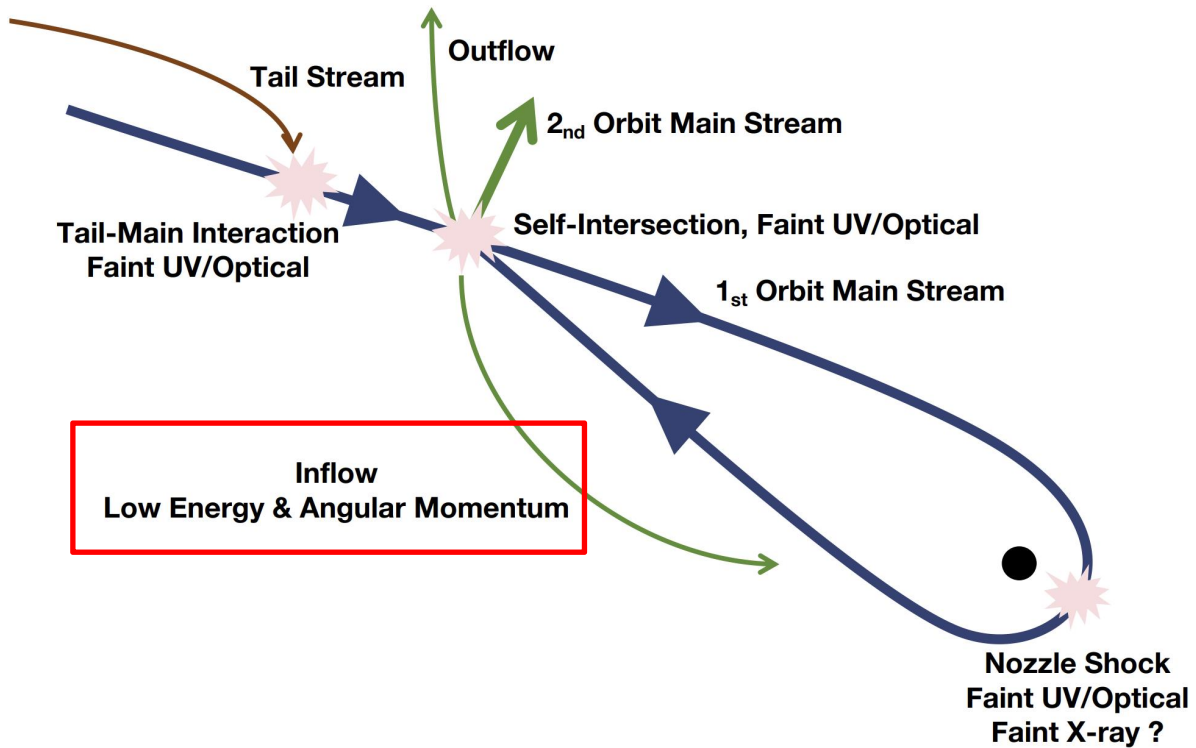 Outflow
Tail Stream
2nd Orbit Main Stream
Tail-Main Interaction
Faint UV/Optical
Self-Intersection, Faint UV/Optical
1st Orbit Main Stream
Inflow
Low Energy & Angular Momentum
Nozzle Shock
Faint UV/Optical
Faint X-ray ?